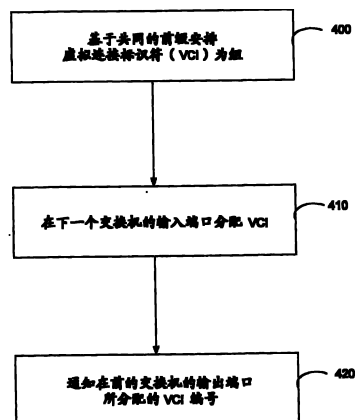 基于共同的前缀安排
虚拟连接标识符（VCI）为组
400
在下一个交换机的输入端口分配 VCI
410
通知在前的交换机的输出端口
所分配的 VCI 编号
420